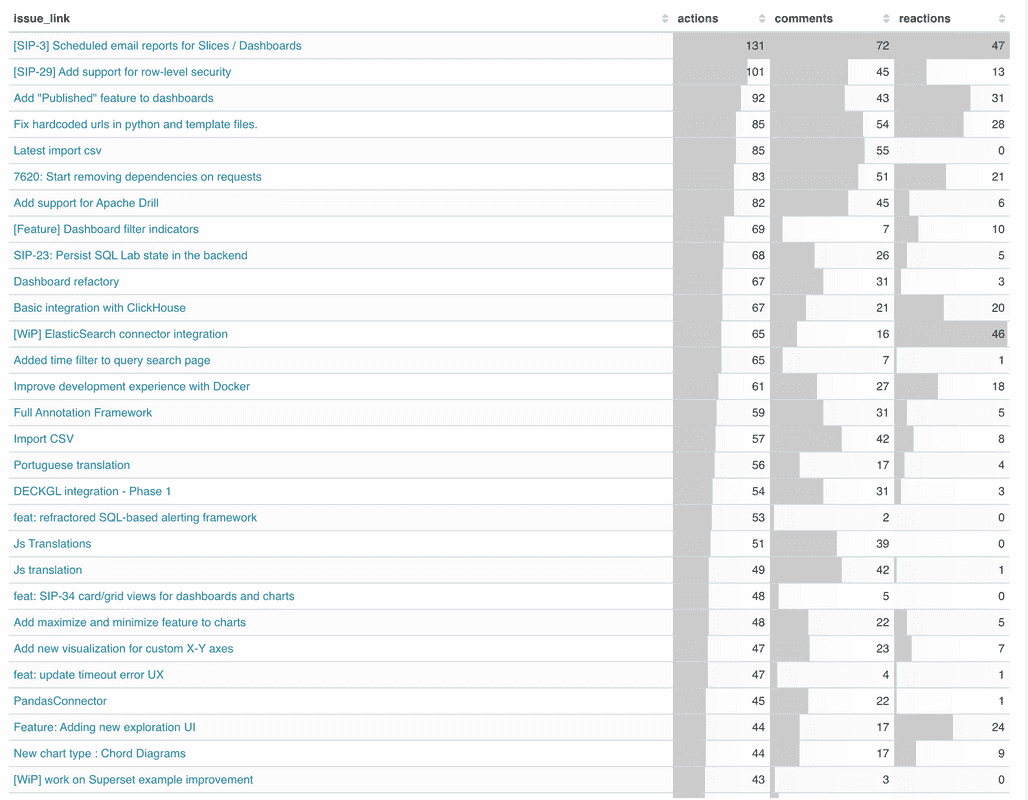 issue_link actions comments reactions
[SIP-3] Scheduled email reports for Slices / Dashboards 131 72 47
[SIP-29] Add support for row-level security 101 45 13
Add "Published" feature to dashboards 92 43 31
Fix hardcoded urls in python and template files. 85 54 28
Latest import csv 85 55 0
7620: Start removing dependencies on requests 83 51 21
Add support for Apache Drill 82 45 6
[Feature] Dashboard filter indicators 69 7 10
SIP-23: Persist SQL Lab state in the backend 68 26 5
Dashboard refactory 67 31 3
Basic integration with ClickHouse 67 21 20
[WiP] ElasticSearch connector integration 65 16 46
Added time filter to query search page 65 7 1
Improve development experience with Docker 61 27 18
Full Annotation Framework 59 31 5
Import CSV 57 42 8
Portuguese translation 56 17 4
DECKGL integration - Phase 1 54 31 3
feat: refractored SQL-based alerting framework 53 2 0
Js Translations 51 39 0
Js translation 49 42 1
feat: SIP-34 card/grid views for dashboards and charts 48 5 0
Add maximize and minimize feature to charts 48 22 5
Add new visualization for custom X-Y axes 47 23 7
feat: update timeout error UX 47 4 1
PandasConnector 45 22 1
Feature: Adding new exploration UI 44 17 24
New chart type : Chord Diagrams 44 17 9
[WiP] work on Superset example improvement 43 3 0